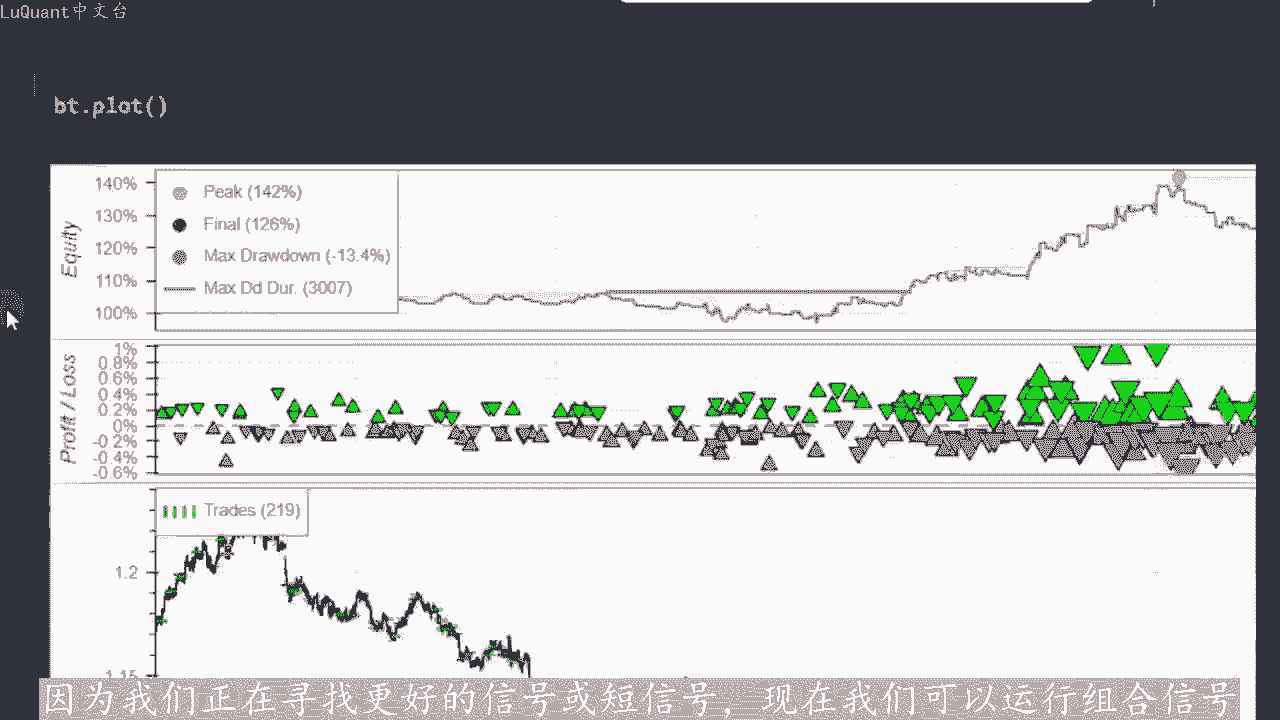 LuQuant中文台
bt.plot()
Equity
140%
130%
120%
110%
100%
Peak (142%)
Final (126%)
Max Drawdown (-13.4%)
Max Dd Dur. (3007)
Profit / Loss
1%
0.8%
0.6%
0.4%
0.2%
0%
-0.2%
-0.4%
-0.6%
Trades (219)
1.2
1.15
因为我们正在寻找更好的信号或短信号，现在我们可以运行组合信号